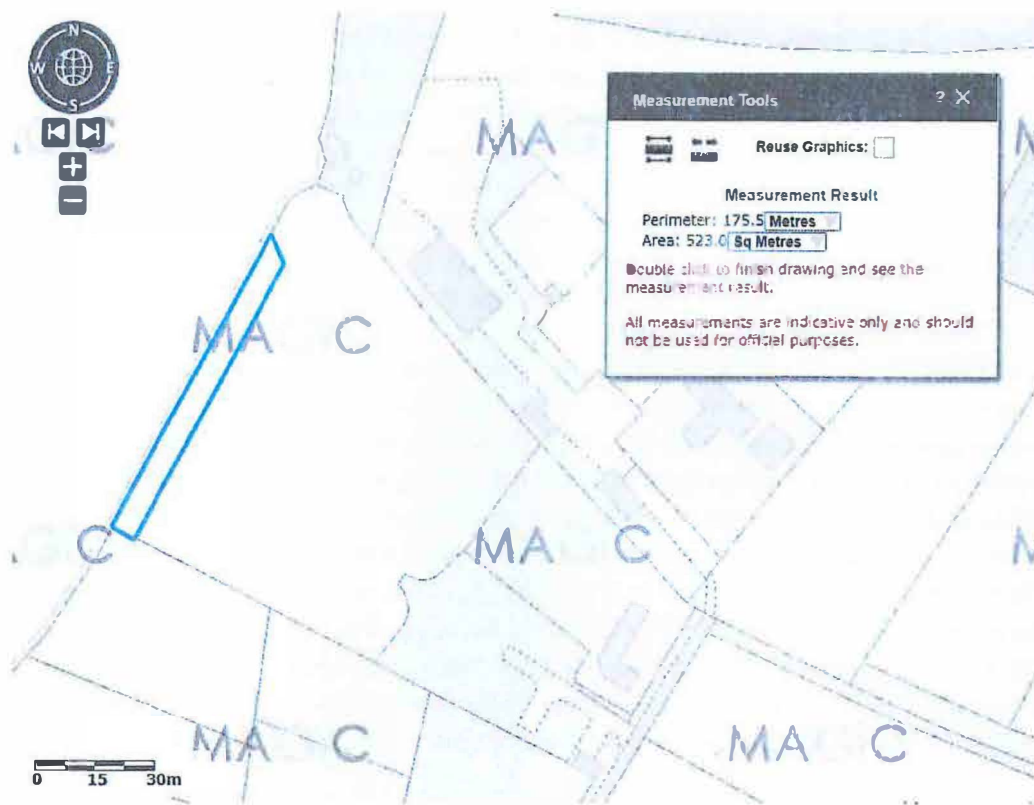 N
W E
S
Measurement Tools ? X
Reuse Graphics:
Measurement Result
Perimeter: 175.5 Metres
Area: 523.0 Sq Metres
Double click to finish drawing and see the
measurement result.
All measurements are indicative only and should
not be used for official purposes.
MA
MA C
C
MA C
MA C
MA C
0 15 30m